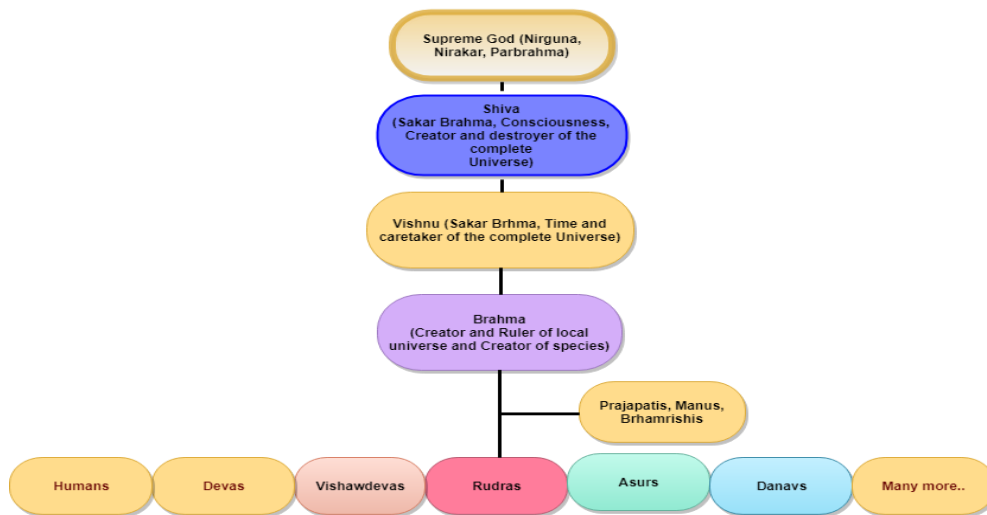 Supreme God (Nirguna,
Nirakar, Parbrahma)
Shiva
(Sakar Brahma, Consciousness,
Creator and destroyer of the
complete
Universe)
Vishnu (Sakar Brhma, Time and
caretaker of the complete Universe)
Brahma
(Creator and Ruler of local
universe and Creator of species)
Prajapatis, Manus,
Brhamrishis
Humans
Devas
Vishawdevas
Rudras
Asurs
Danavs
Many more..